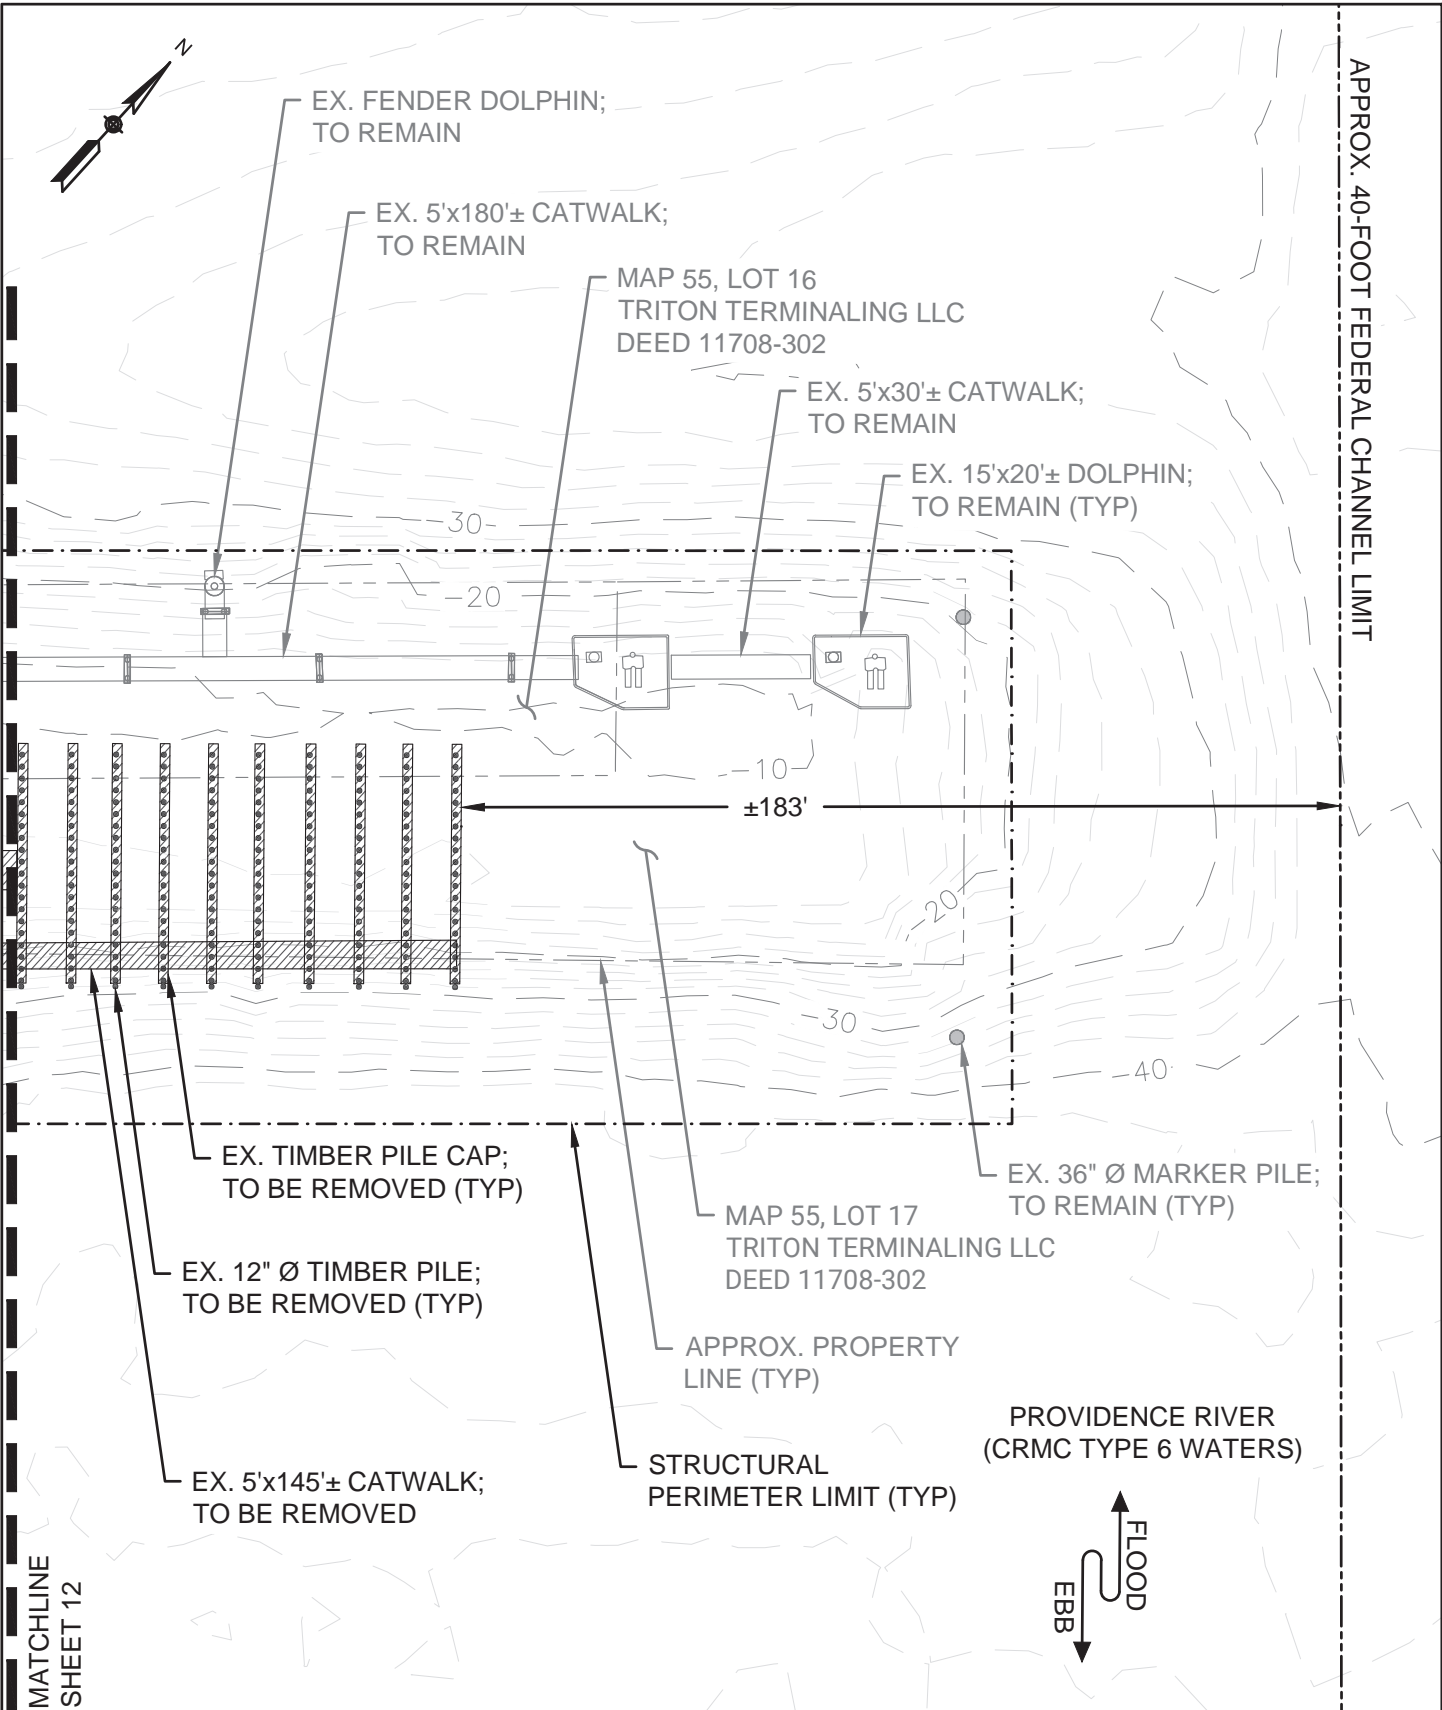 N
EX. FENDER DOLPHIN;
TO REMAIN
EX. 5'x180'± CATWALK;
TO REMAIN
MAP 55, LOT 16
TRITON TERMINALING LLC
DEED 11708-302
EX. 5'x30'± CATWALK;
TO REMAIN
EX. 15'x20'± DOLPHIN;
TO REMAIN (TYP)
APPROX. 40-FOOT FEDERAL CHANNEL LIMIT
30
-20
-10
±183'
-20
-30
-40
EX. TIMBER PILE CAP;
TO BE REMOVED (TYP)
EX. 36" Ø MARKER PILE;
TO REMAIN (TYP)
MAP 55, LOT 17
TRITON TERMINALING LLC
DEED 11708-302
EX. 12" Ø TIMBER PILE;
TO BE REMOVED (TYP)
APPROX. PROPERTY
LINE (TYP)
PROVIDENCE RIVER
(CRMC TYPE 6 WATERS)
STRUCTURAL
PERIMETER LIMIT (TYP)
EX. 5'x145'± CATWALK;
TO BE REMOVED
FLOOD
EBB
MATCHLINE
SHEET 12